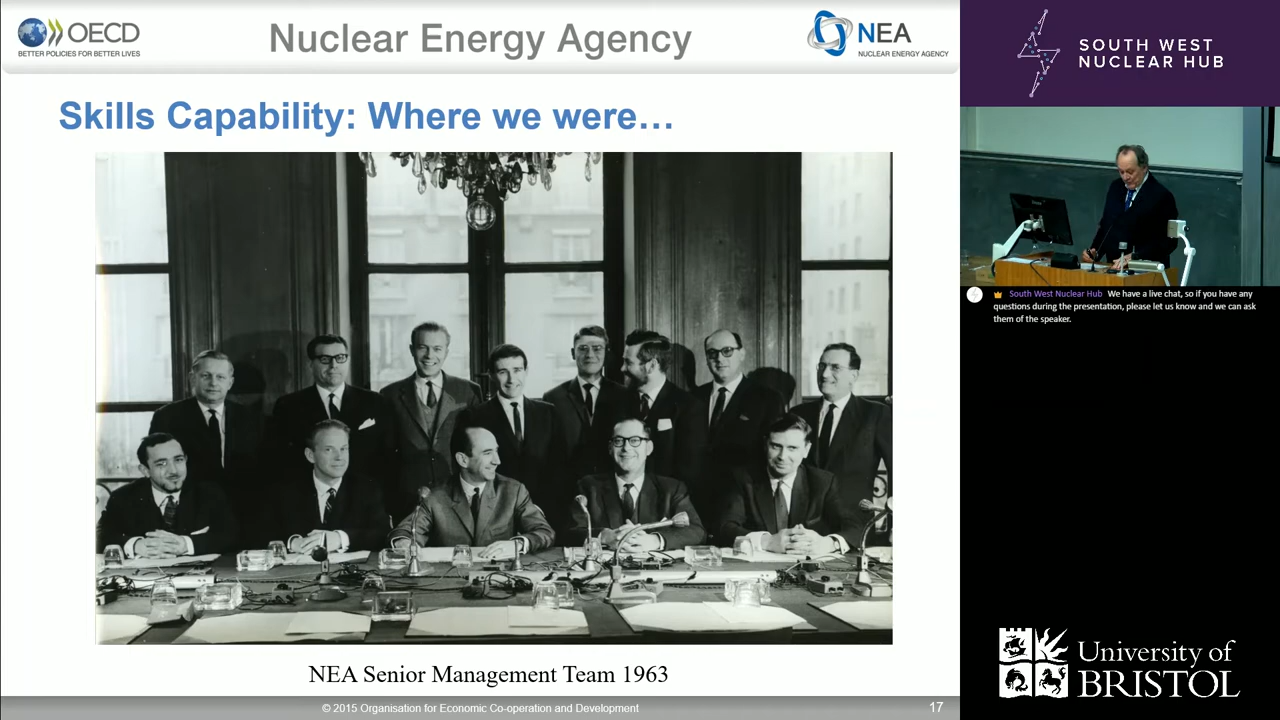 OECD
BETTER POLICIES FOR BETTER LIVES
Nuclear Energy Agency
NEA
NUCLEAR ENERGY AGENCY
Skills Capability: Where we were…
NEA Senior Management Team 1963
© 2015 Organisation for Economic Co-operation and Development
17
SOUTH WEST
NUCLEAR HUB
South West Nuclear Hub We have a live chat, so if you have any
questions during the presentation, please let us know and we can ask
them of the speaker.
University of
BRISTOL